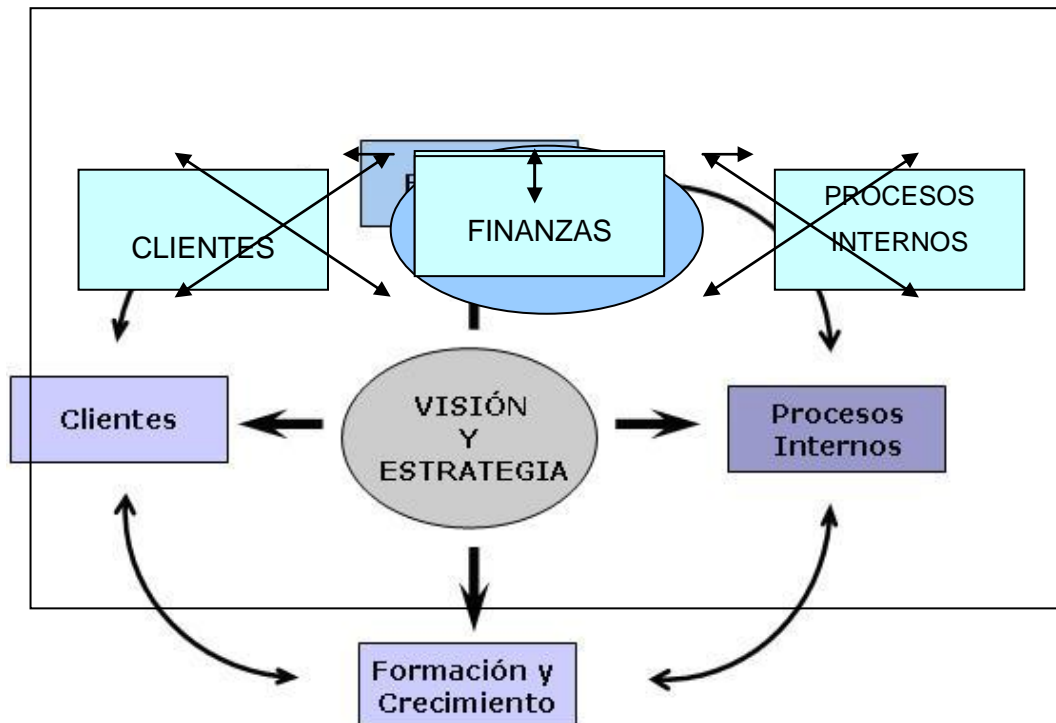 PROCESOS
FINANZAS
CLIENTES
INTERNOS
VISIÓN
Y
ESTRATEGIA
Clientes
Procesos
Internos
Formación y
Crecimiento